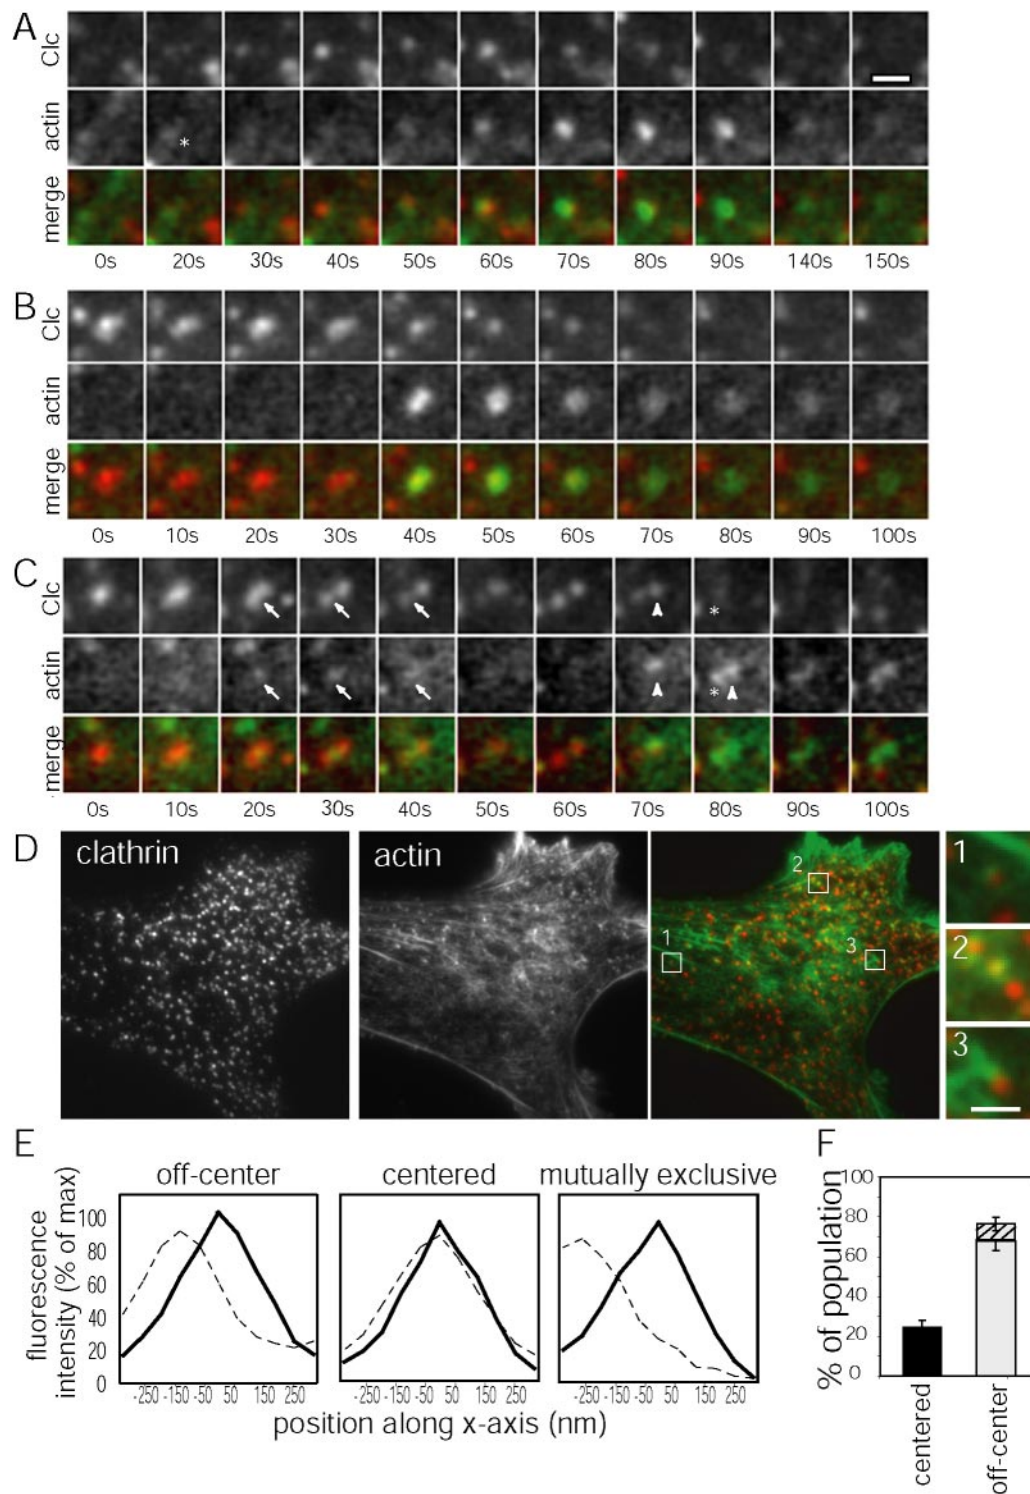 A
Clc
*
actin
merge
0s 20s 30s 40s 50s 60s 70s 80s 90s 140s 150s
B
Clc
actin
merge
0s 10s 20s 30s 40s 50s 60s 70s 80s 90s 100s
C
Clc
*
actin
*
merge
0s 10s 20s 30s 40s 50s 60s 70s 80s 90s 100s
D
clathrin
actin
1
2
3
1
2
3
E
off-center centered mutually exclusive
fluorescence
intensity (% of max)
100
80
60
40
20
0
-250 -150 -50 50 150 250
-250 -150 -50 50 150 250
-250 -150 -50 50 150 250
position along x-axis (nm)
F
% of population
100
80
60
40
20
0
centered
off-center